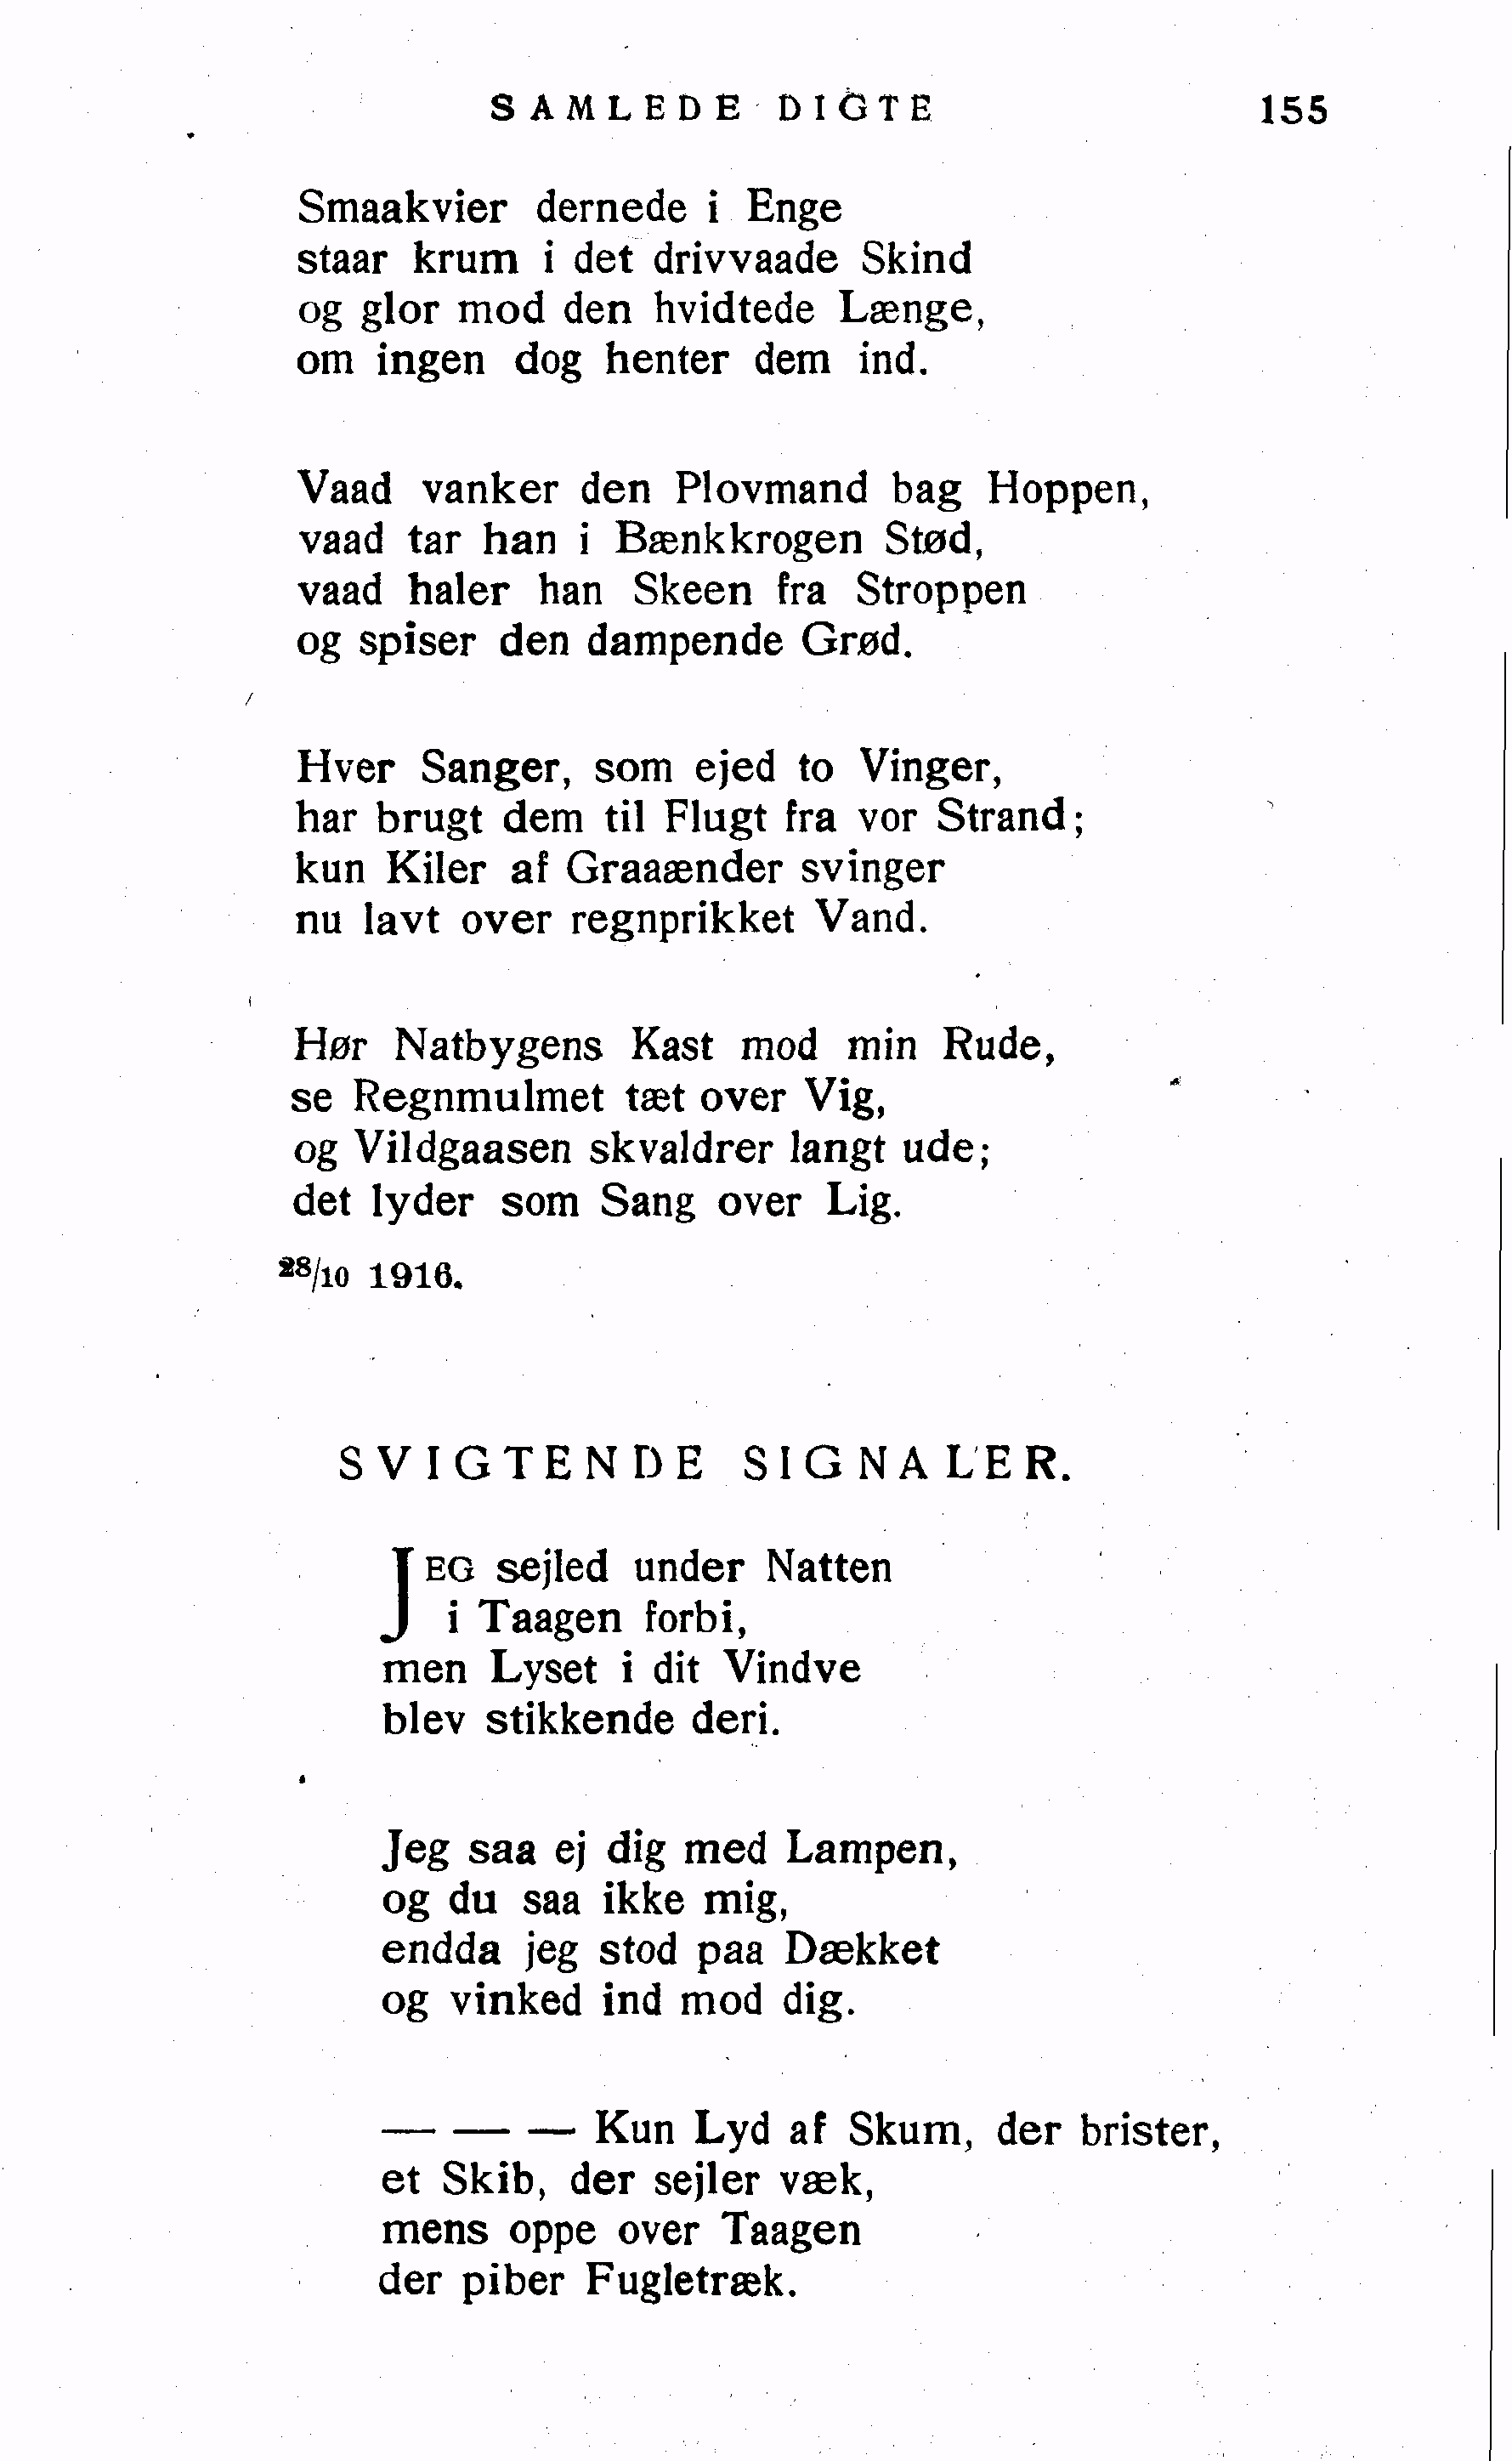 SAMLEDE DIGTE 155
Smaakvier dernede i Enge
staar krum i det drivvaade Skind
og glor mod den hvidtede Længe,
om ingen dog henter dem ind.
Vaad vanker den Plovmand bag Hoppen,
vaad tar han i Bænkkrogen Stød,
vaad haler han Skeen fra Stroppen
og spiser den dampende Grød.
Hver Sanger, som ejed to Vinger,
har brugt dem til Flugt fra vor Strand;
kun Kiler af Graaænder svinger
nu lavt over regnprikket Vand.
Hør Natbygens Kast mod min Rude,
se Regnmulmet tæt over Vig,
og Vildgaasen skvaldrer langt ude;
det lyder som Sang over Lig.
28/10 1916.
SVIGTENDE SIGNALER.
JEG sejled under Natten
i Taagen forbi,
men Lyset i dit Vindve
blev stikkende deri.
Jeg saa ej dig med Lampen,
og du saa ikke mig,
endda jeg stod paa Dækket
og vinked ind mod dig.
— — — Kun Lyd af Skum, der brister,
et Skib, der sejler væk,
mens oppe over Taagen
der piber Fugletræk.